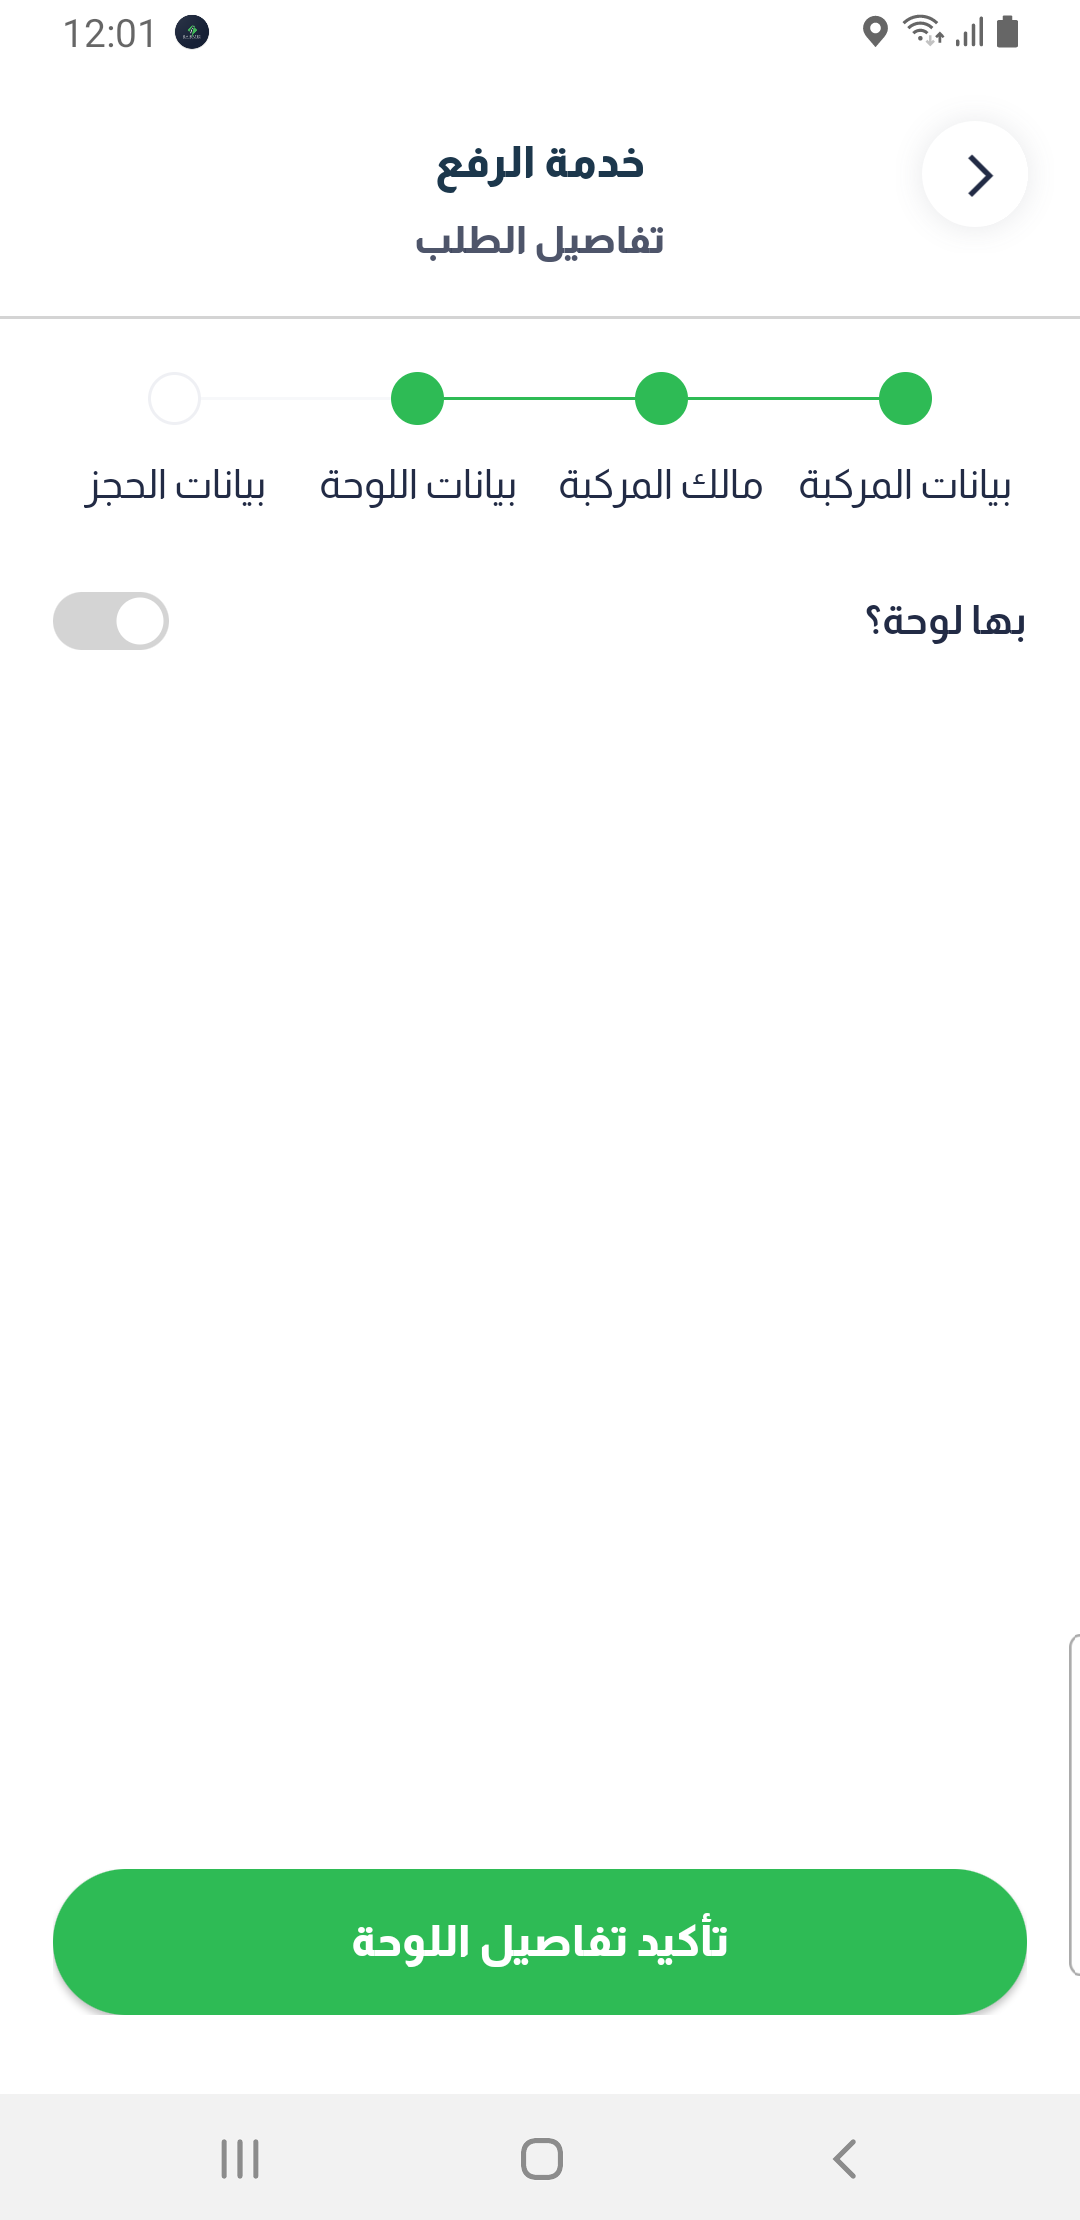 12:01
خدمة الرفع
تفاصيل الطلب
بيانات المركبة
مالك المركبة
بيانات اللوحة
بيانات الحجز
بها لوحة؟
تأكيد تفاصيل اللوحة